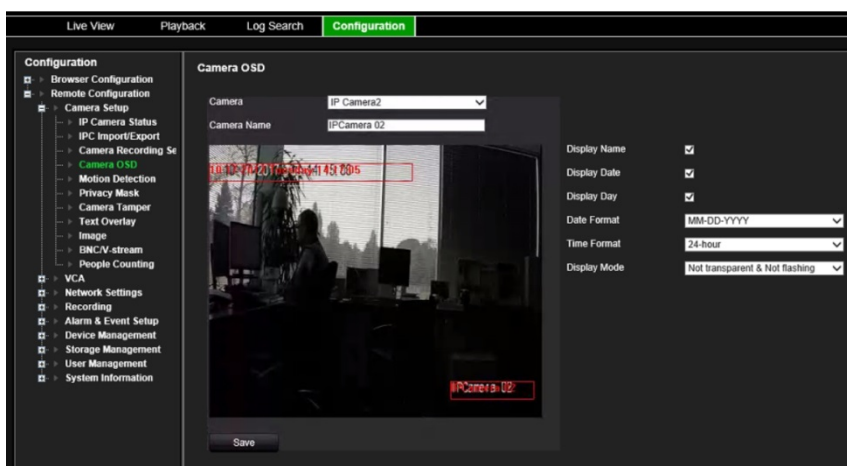 Live View Playback Log Search Configuration
Configuration
Browser Configuration
Remote Configuration
Camera Setup
IP Camera Status
IPC Import/Export
Camera Recording Se
Camera OSD
Motion Detection
Privacy Mask
Camera Tamper
Text Overlay
Image
BNC/V-stream
People Counting
VCA
Network Settings
Recording
Alarm & Event Setup
Device Management
Storage Management
User Management
System Information
Camera OSD
Camera IP Camera2
Camera Name IPCamera 02
IPCamera 02
Save
Display Name
Display Date
Display Day
Date Format MM-DD-YYYY
Time Format 24-hour
Display Mode Not transparent & Not flashing